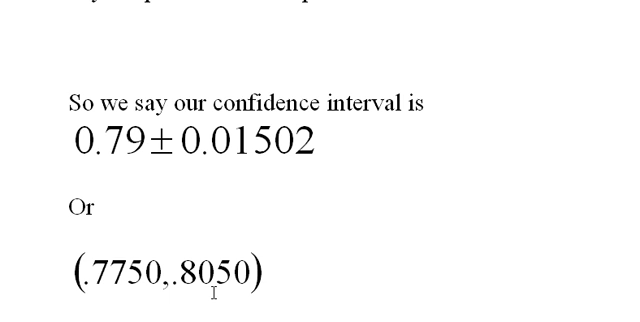 So we say our confidence interval is
0.79±0.01502
Or
(.7750,.8050)